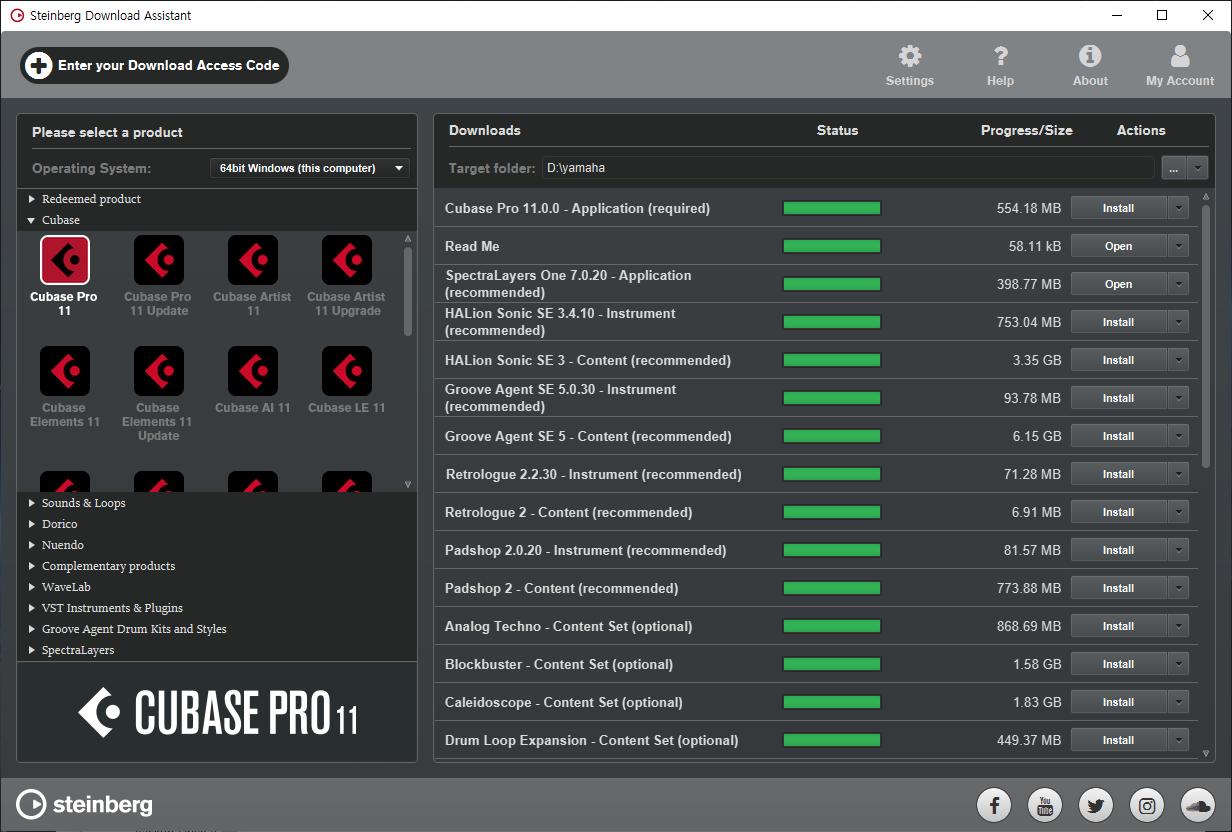 Steinberg Download Assistant
Enter your Download Access Code
Settings
Help
About
My Account
Please select a product
Operating System:
64bit Windows (this computer)
Redeemed product
Cubase
Cubase Pro
11
Cubase Pro
11 Update
Cubase Artist
11
Cubase Artist
11 Upgrade
Cubase
Elements 11
Cubase
Elements 11
Update
Cubase AI 11
Cubase LE 11
Sounds & Loops
Dorico
Nuendo
Complementary products
WaveLab
VST Instruments & Plugins
Groove Agent Drum Kits and Styles
SpectraLayers
CUBASE PRO 11
Downloads Status Progress/Size Actions
Target folder: D:\yamaha ...
Cubase Pro 11.0.0 - Application (required) 554.18 MB Install
Read Me 58.11 kB Open
SpectraLayers One 7.0.20 - Application
(recommended) 398.77 MB Open
HALion Sonic SE 3.4.10 - Instrument
(recommended) 753.04 MB Install
HALion Sonic SE 3 - Content (recommended) 3.35 GB Install
Groove Agent SE 5.0.30 - Instrument
(recommended) 93.78 MB Install
Groove Agent SE 5 - Content (recommended) 6.15 GB Install
Retrologue 2.2.30 - Instrument (recommended) 71.28 MB Install
Retrologue 2 - Content (recommended) 6.91 MB Install
Padshop 2.0.20 - Instrument (recommended) 81.57 MB Install
Padshop 2 - Content (recommended) 773.88 MB Install
Analog Techno - Content Set (optional) 868.69 MB Install
Blockbuster - Content Set (optional) 1.58 GB Install
Caleidoscope - Content Set (optional) 1.83 GB Install
Drum Loop Expansion - Content Set (optional) 449.37 MB Install
steinberg
You
Tube